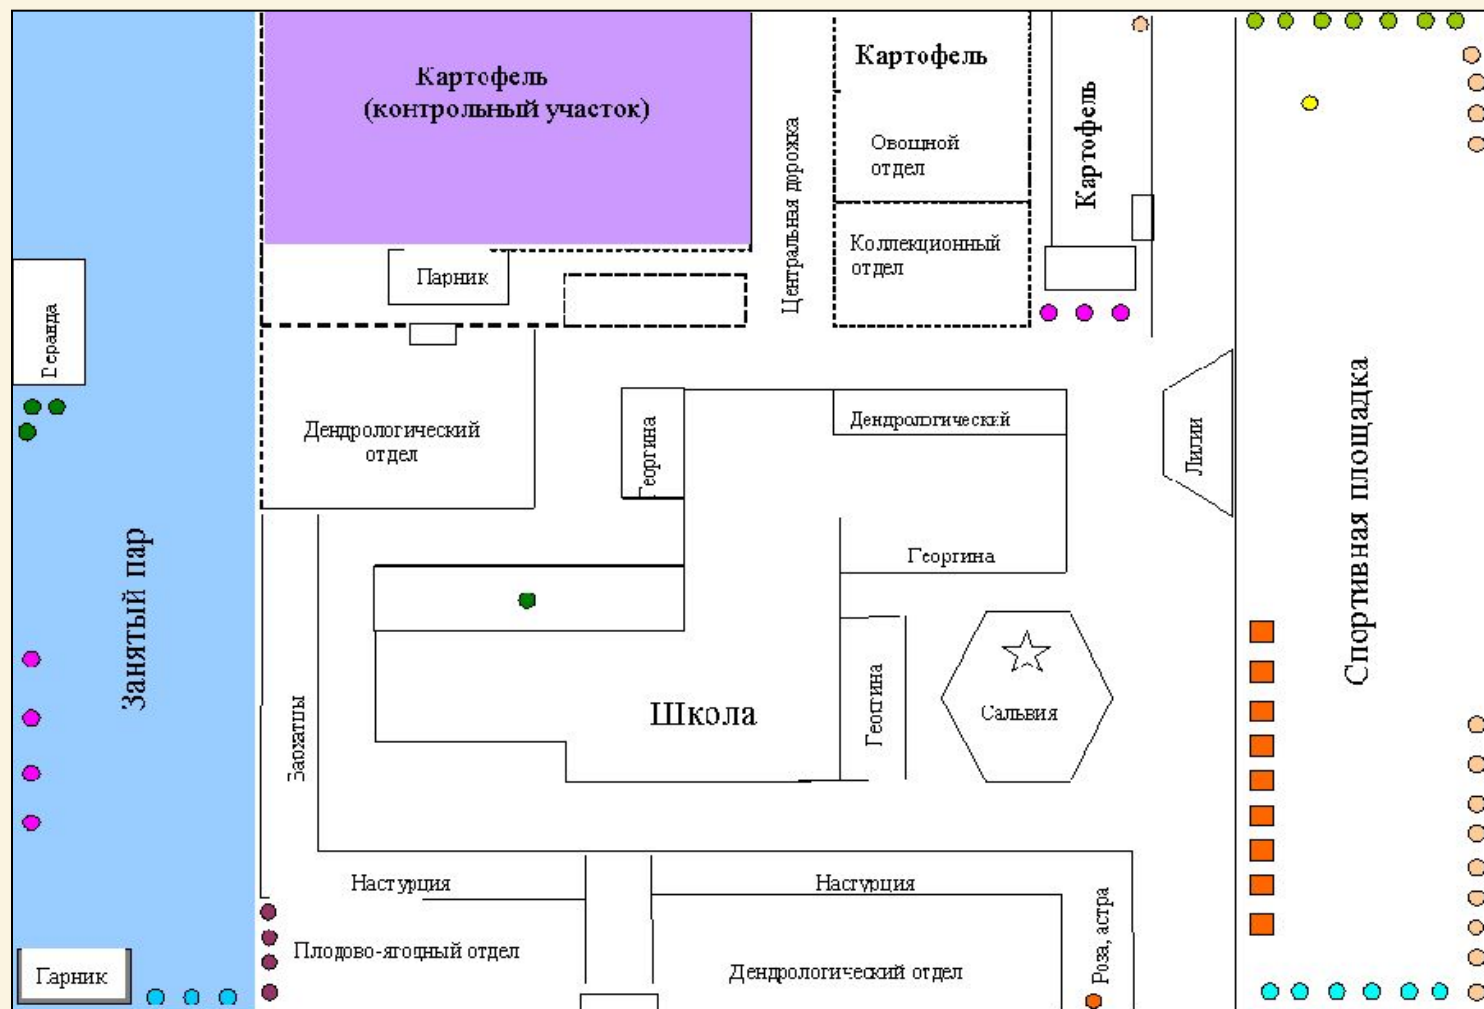 Картофель
(контрольный участок)
Картофель
Овощной
отдел
Коллекционный
отдел
Картофель
Центральная дорожка
Парник
Веранда
Дендрологический
отдел
Георгина
Дендрологический
Лилии
Спортивная площадка
Занятый пар
Георгина
Школа
Георгина
Сальвия
Бархатцы
Настурция
Настурция
Роза, астра
Плодово-ягодный отдел
Дендрологический отдел
Парник